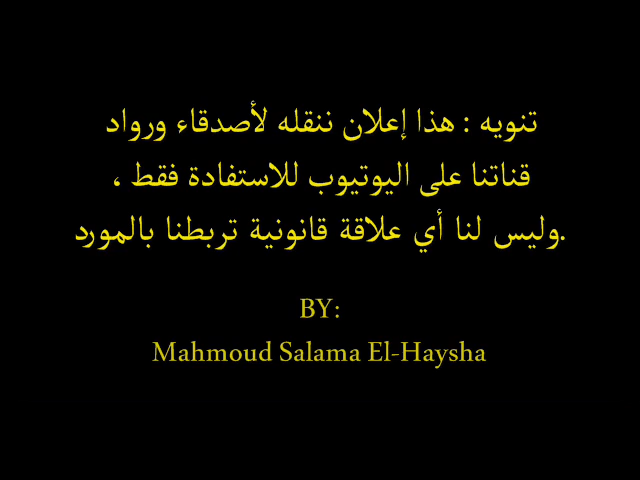 تنويه : هذا إعلان ننقله لأصدقاء ورواد
قناتنا على اليوتيوب للاستفادة فقط ،
وليس لنا أي علاقة قانونية تربطنا بالمورد.
BY:
Mahmoud Salama El-Haysha